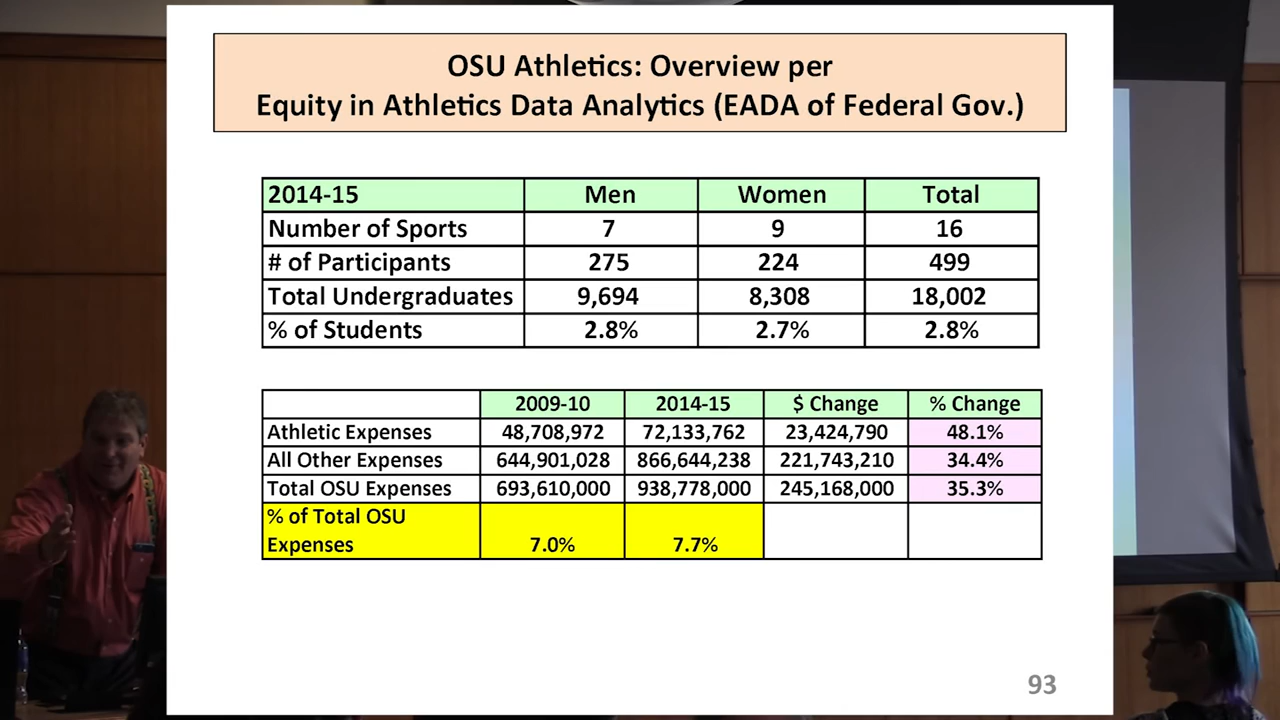 OSU Athletics: Overview per
Equity in Athletics Data Analytics (EADA of Federal Gov.)
2014-15 Men Women Total
Number of Sports 7 9 16
# of Participants 275 224 499
Total Undergraduates 9,694 8,308 18,002
% of Students 2.8% 2.7% 2.8%
2009-10 2014-15 $ Change % Change
Athletic Expenses 48,708,972 72,133,762 23,424,790 48.1%
All Other Expenses 644,901,028 866,644,238 221,743,210 34.4%
Total OSU Expenses 693,610,000 938,778,000 245,168,000 35.3%
% of Total OSU
Expenses 7.0% 7.7%
93